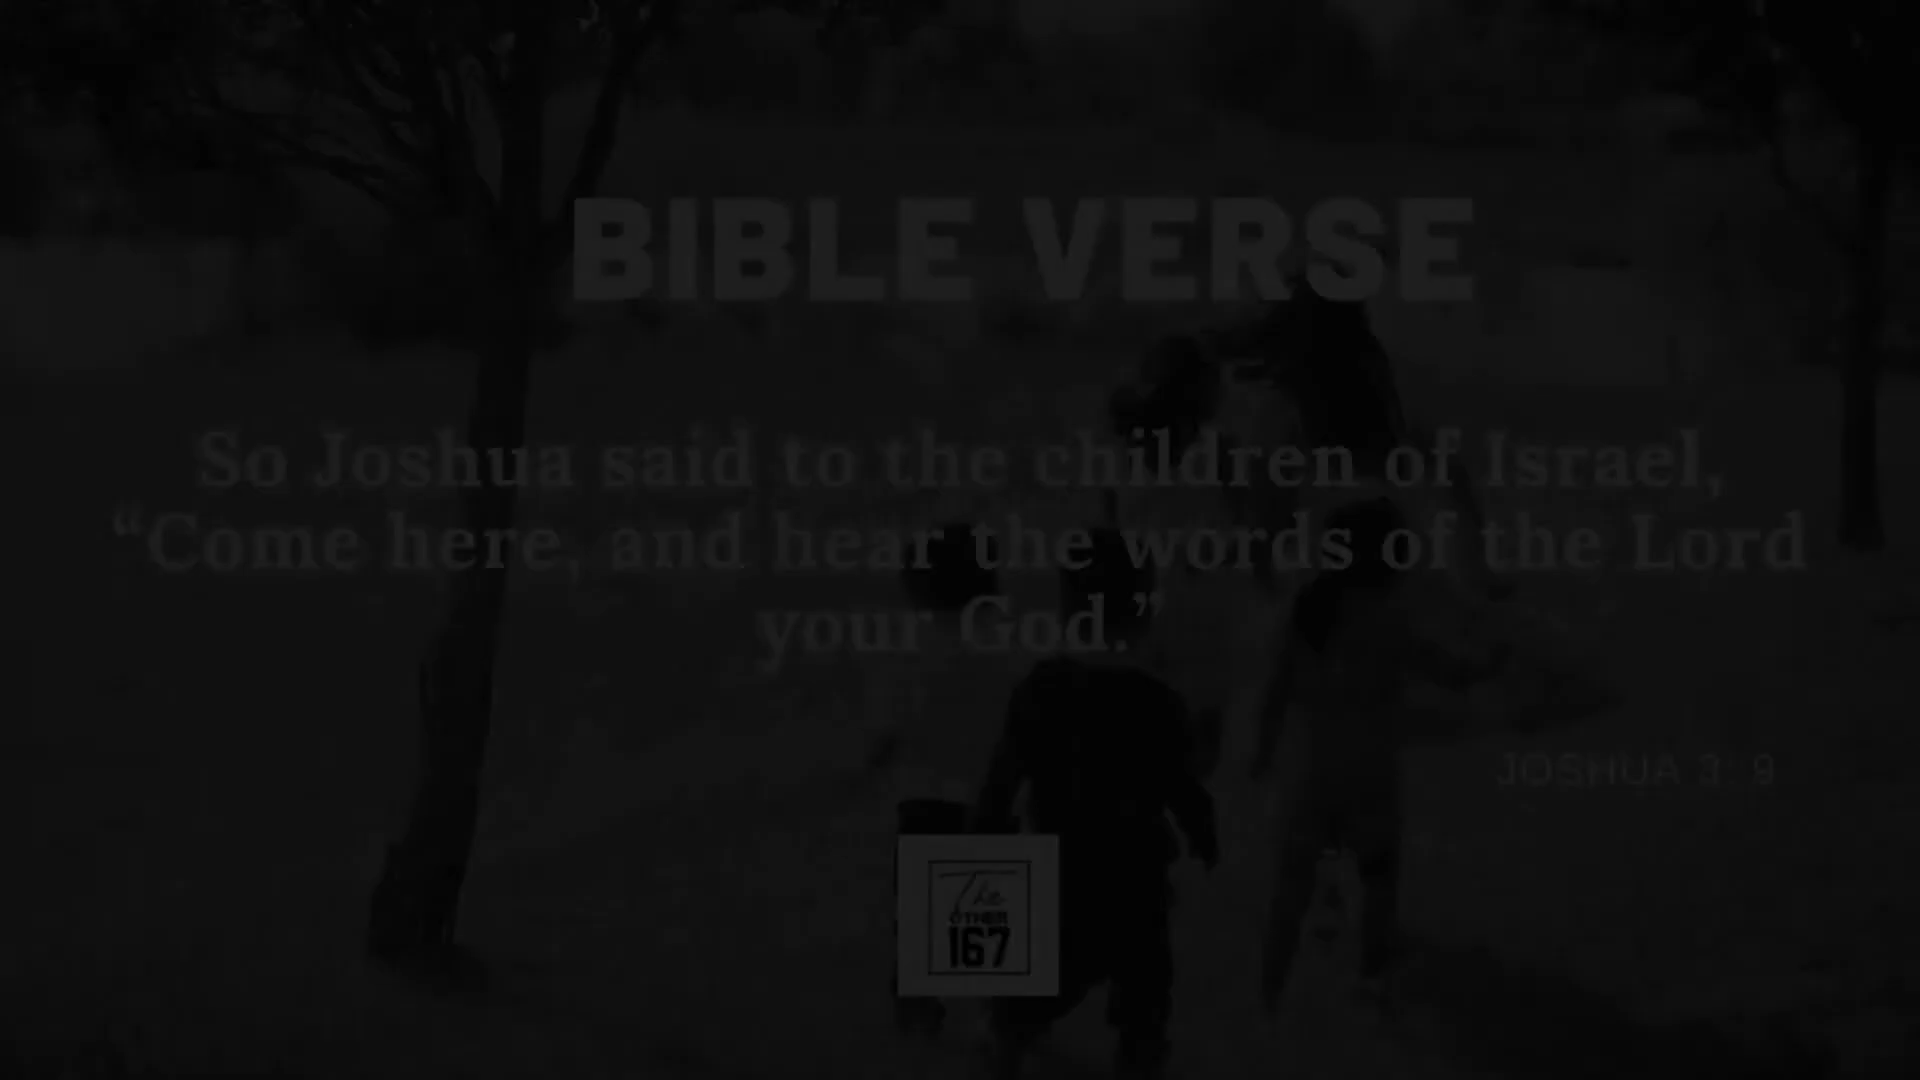 BIBLE VERSE
So Joshua said to the children of Israel,
“Come here, and hear the words of the Lord
your God.”
JOSHUA 3: 9
The
OTHER
167